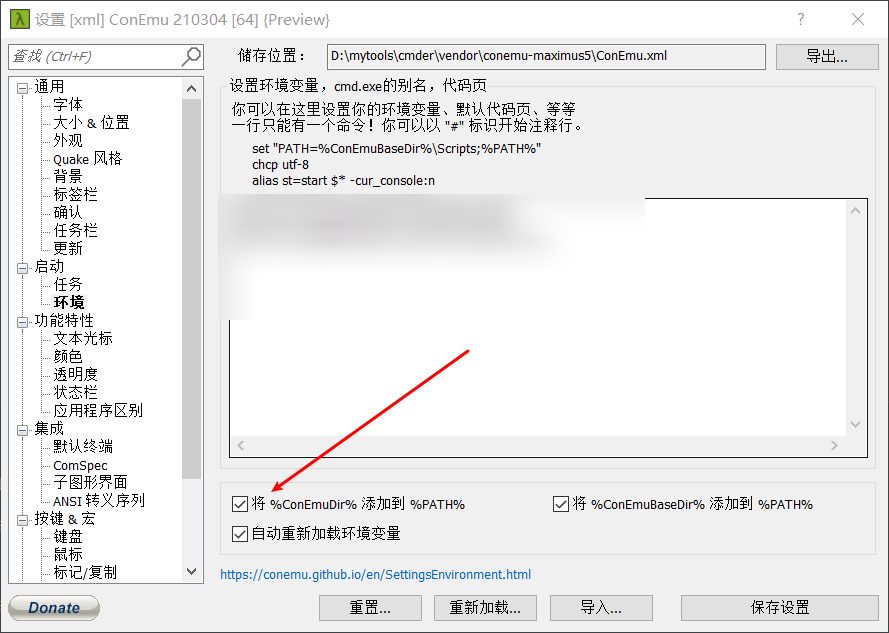 设置 [xml] ConEmu 210304 [64] {Preview}
查找 (Ctrl+F)
储存位置：
D:\mytools\cmder\vendor\conemu-maximus5\ConEmu.xml
导出...
通用
字体
大小 & 位置
外观
Quake 风格
背景
标签栏
确认
任务栏
更新
启动
任务
环境
功能特性
文本光标
颜色
透明度
状态栏
应用程序区别
集成
默认终端
ComSpec
子图形界面
ANSI 转义序列
按键 & 宏
键盘
鼠标
标记/复制
设置环境变量，cmd.exe的别名，代码页
你可以在这里设置你的环境变量、默认代码页、等等
一行只能有一个命令！你可以以 "#" 标识开始注释行。
set "PATH=%ConEmuBaseDir%\Scripts;%PATH%"
chcp utf-8
alias st=start $* -cur_console:n
将 %ConEmuDir% 添加到 %PATH%
将 %ConEmuBaseDir% 添加到 %PATH%
自动重新加载环境变量
https://conemu.github.io/en/SettingsEnvironment.html
Donate
重置...
重新加载...
导入...
保存设置